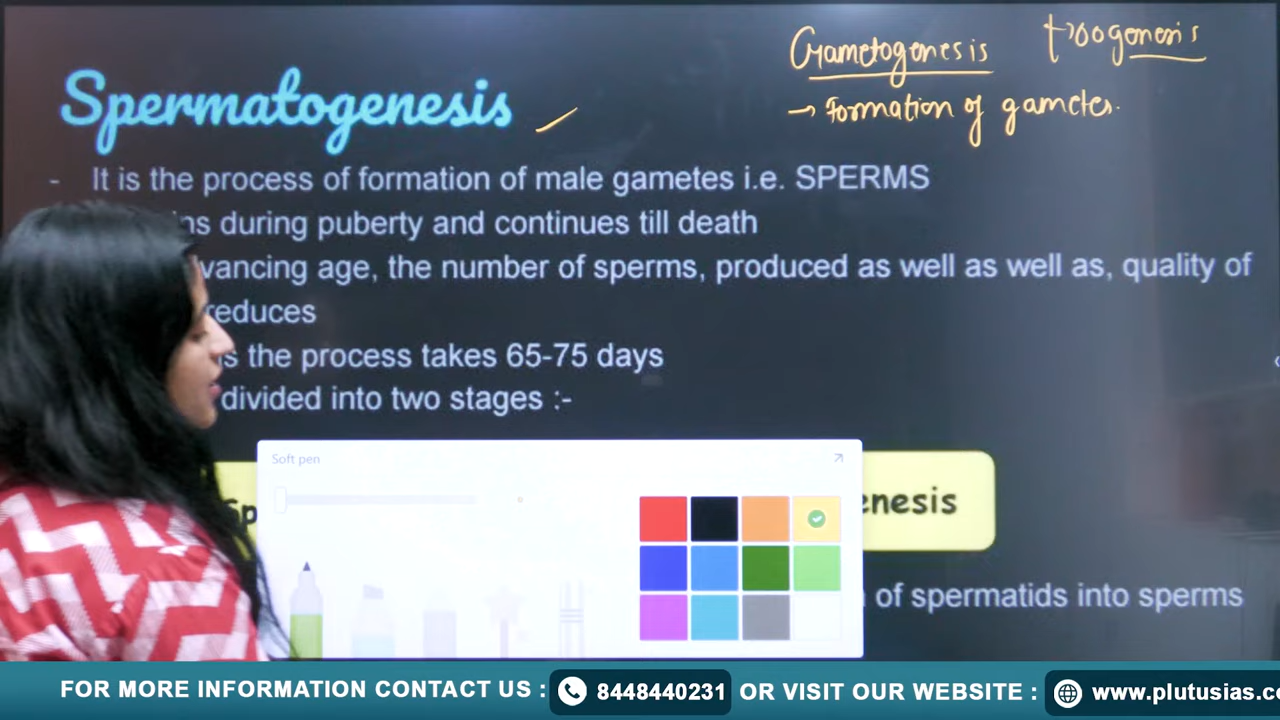 Gametogenesis
oogenesis
→ Formation of gametes.
Spermatogenesis
- It is the process of formation of male gametes i.e. SPERMS
ns during puberty and continues till death
vancing age, the number of sperms, produced as well as well as, quality of
reduces
s the process takes 65-75 days
divided into two stages :-
Soft pen
Sp
enesis
of spermatids into sperms
FOR MORE INFORMATION CONTACT US : 8448440231 OR VISIT OUR WEBSITE : www.plutusias.c